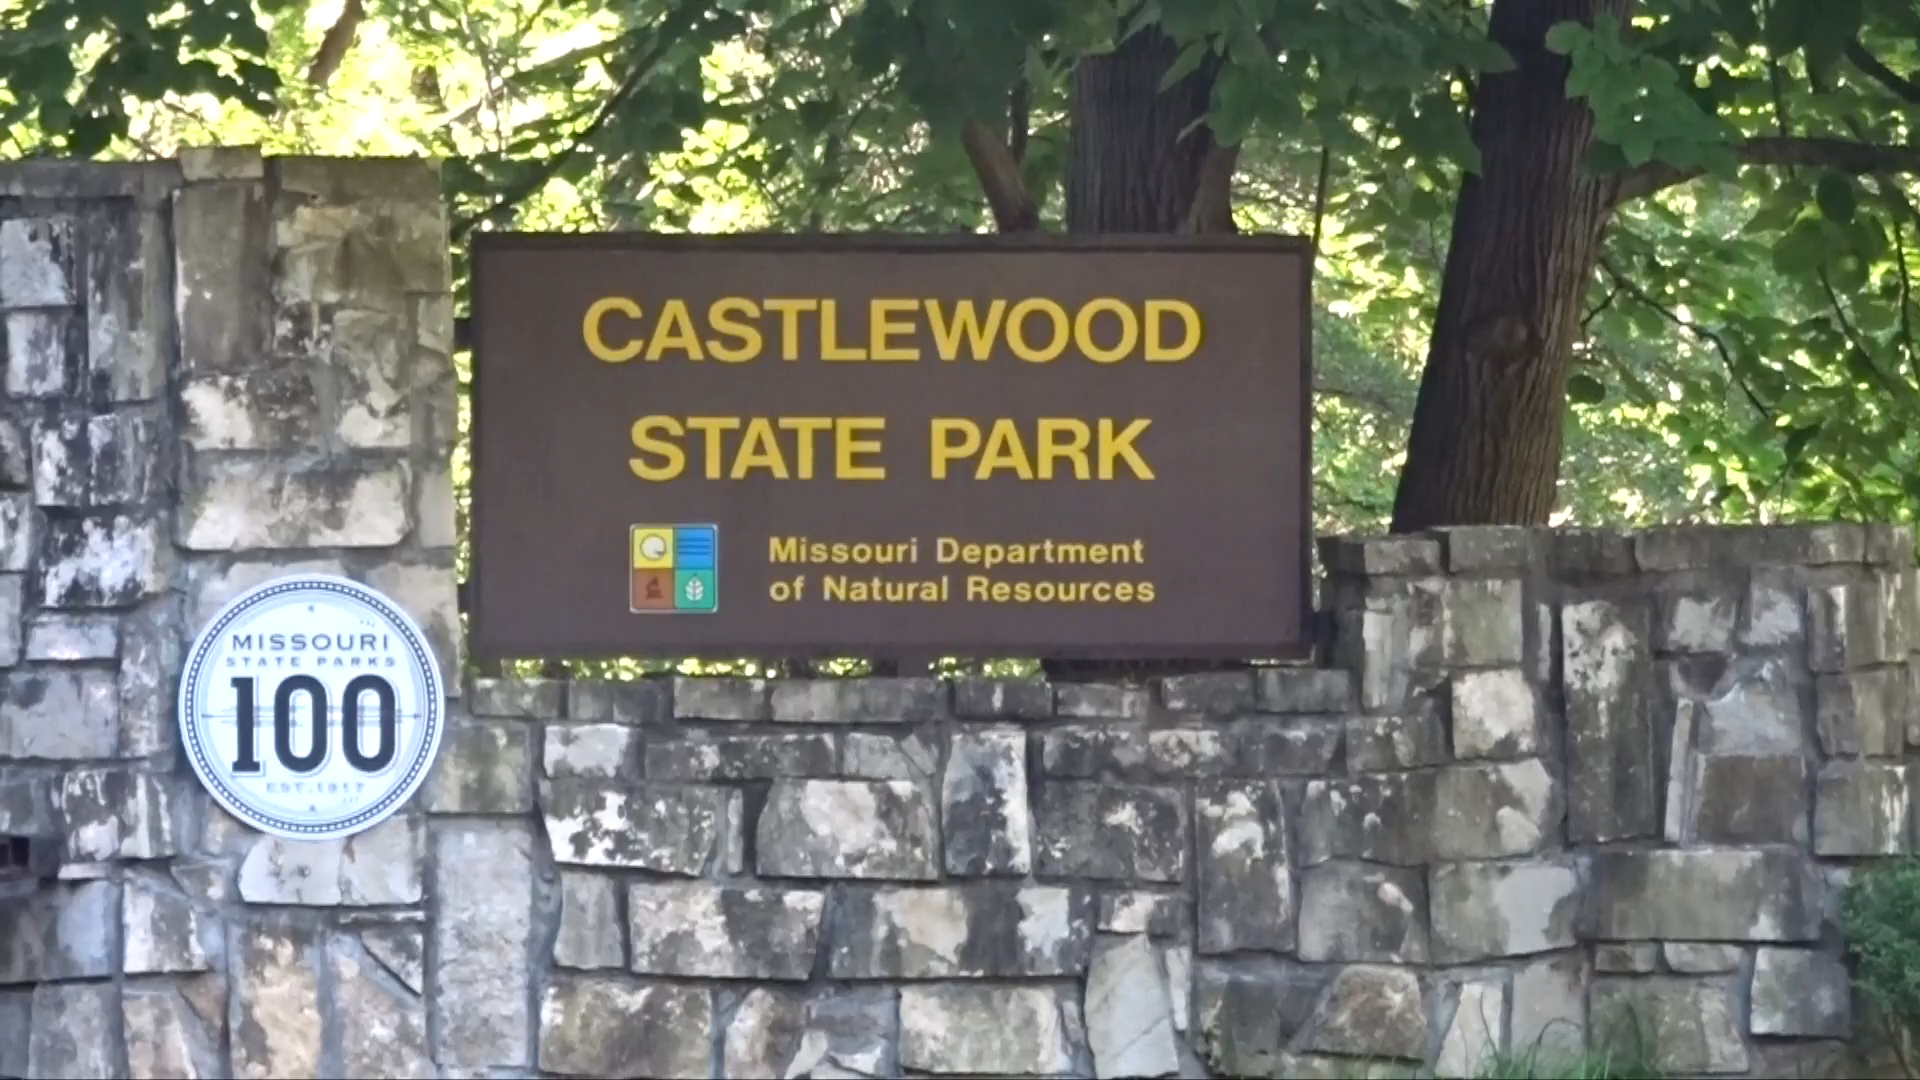 CASTLEWOOD
STATE PARK
Missouri Department
of Natural Resources
MISSOURI
STATE PARKS
100
EST. 1917